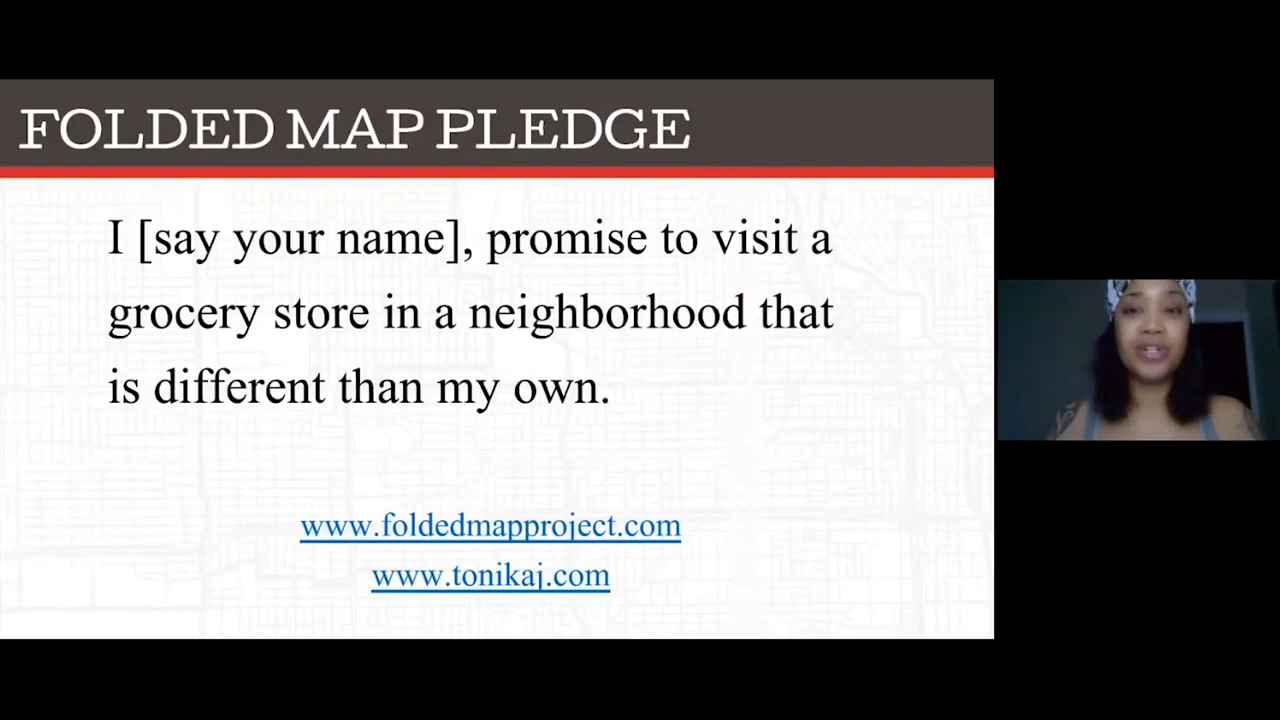 FOLDED MAP PLEDGE
I [say your name], promise to visit a
grocery store in a neighborhood that
is different than my own.
www.foldedmapproject.com
www.tonikaj.com